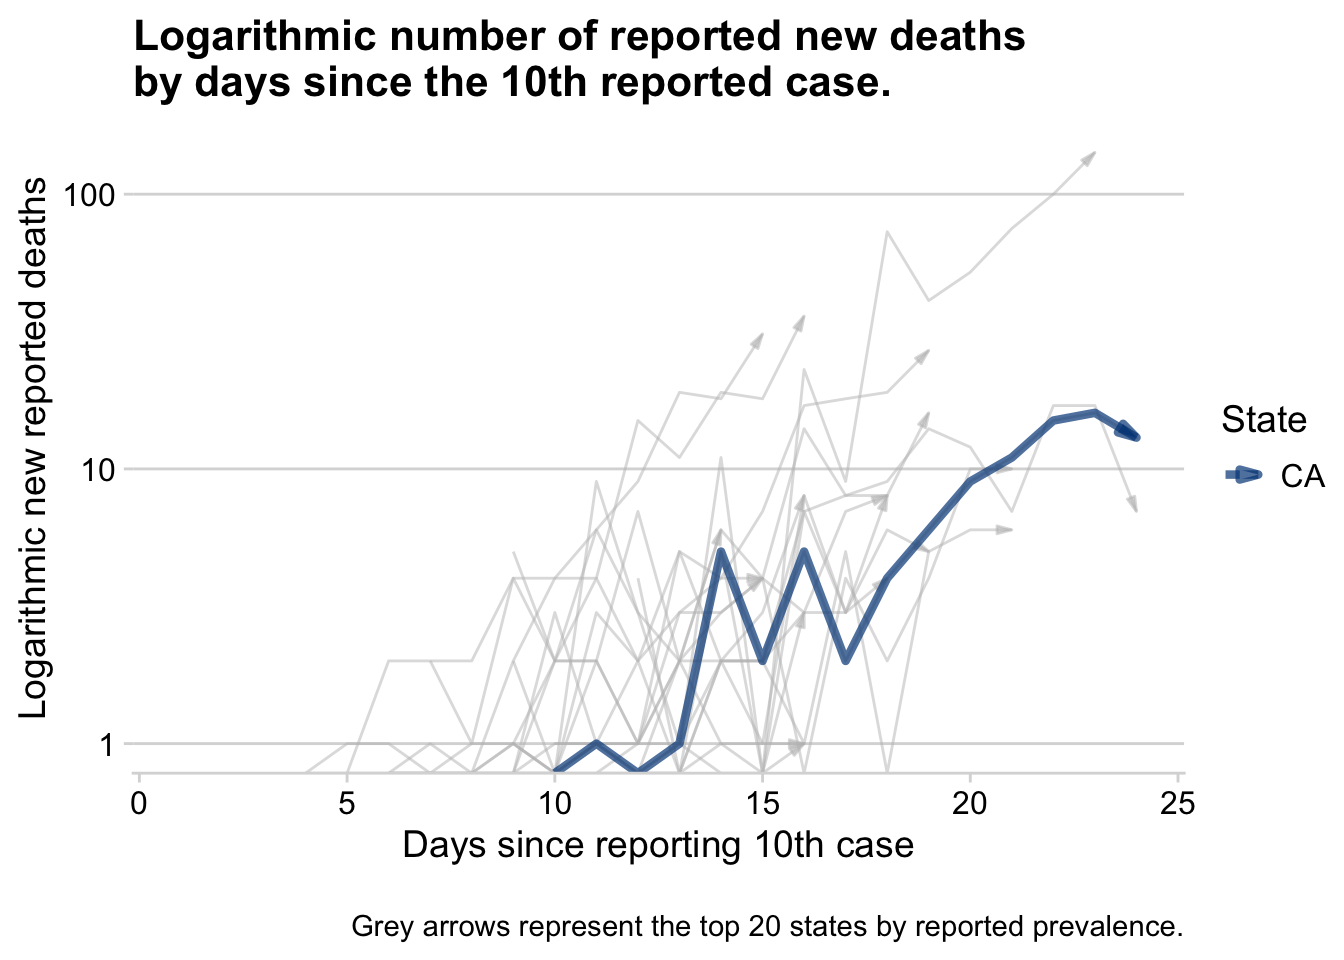 Logarithmic number of reported new deaths
by days since the 10th reported case.
Logarithmic new reported deaths
100
10
1
0 5 10 15 20 25
Days since reporting 10th case
State
CA
Grey arrows represent the top 20 states by reported prevalence.